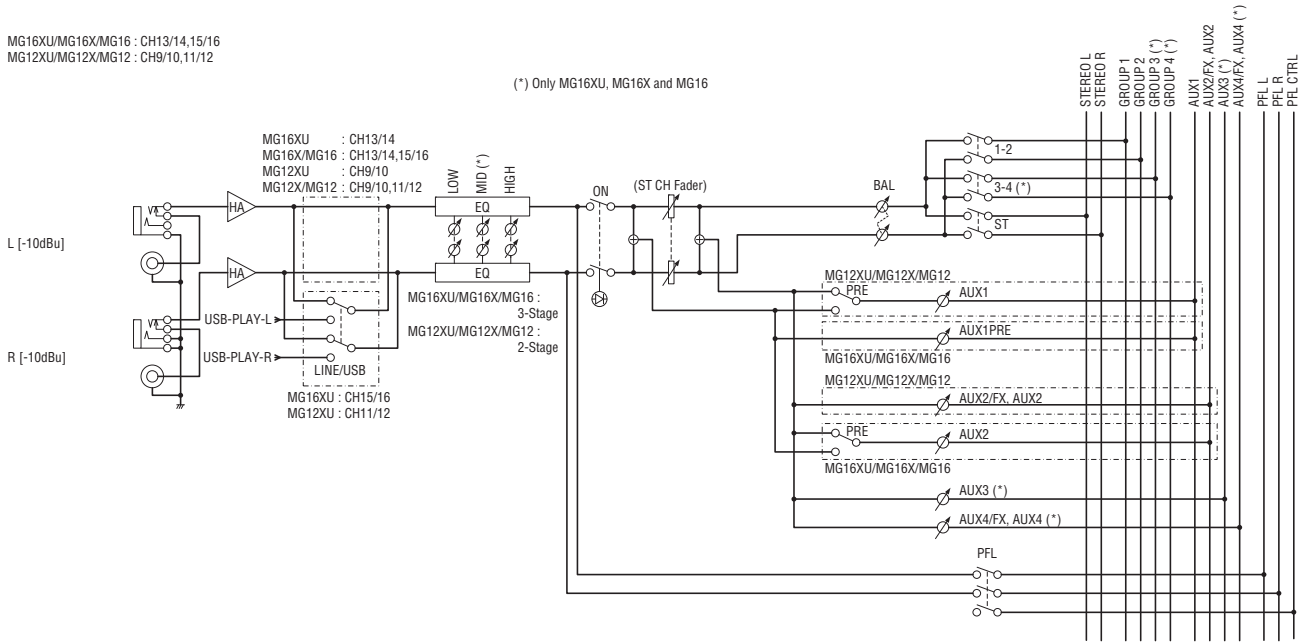 MG16XU/MG16X/MG16 : CH13/14,15/16
MG12XU/MG12X/MG12 : CH9/10,11/12
(*) Only MG16XU, MG16X and MG16
STEREO L
STEREO R
GROUP 1
GROUP 2
GROUP 3 (*)
GROUP 4 (*)
AUX1
AUX2/FX, AUX2
AUX3 (*)
AUX4/FX, AUX4 (*)
PFL L
PFL R
PFL CTRL
MG16XU : CH13/14
MG16X/MG16 : CH13/14,15/16
MG12XU : CH9/10
MG12X/MG12 : CH9/10,11/12
LOW
MID (*)
HIGH
ON
(ST CH Fader)
BAL
1-2
3-4 (*)
ST
HA
EQ
L [-10dBu]
HA
EQ
MG16XU/MG16X/MG16 :
3-Stage
MG12XU/MG12X/MG12 :
2-Stage
USB-PLAY-L
USB-PLAY-R
LINE/USB
R [-10dBu]
MG16XU : CH15/16
MG12XU : CH11/12
MG12XU/MG12X/MG12
PRE
AUX1
AUX1PRE
MG16XU/MG16X/MG16
MG12XU/MG12X/MG12
AUX2/FX, AUX2
PRE
AUX2
MG16XU/MG16X/MG16
AUX3 (*)
AUX4/FX, AUX4 (*)
PFL